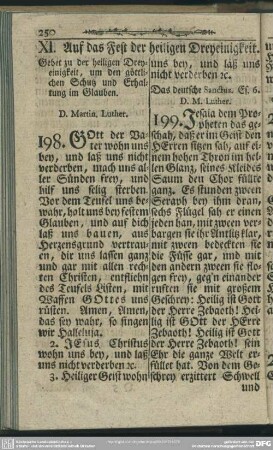 250
XI. Auf das Fest der heiligen Dreyeinigkeit.
Gebet zu der heiligen Drey-
einigkeit, um den göttli-
chen Schutz und Erhal-
tung im Glauben.
D. Martin. Luther.
198. GOtt der Va-
ter wohn uns
bey, und laß uns nicht
verderben, mach uns al-
ler Sünden frey, und
hilf uns selig sterben.
Vor dem Teufel uns be-
wahr, halt uns bey festem
Glauben, und auf dich
laß uns bauen, aus
Herzensgrund vertrau-
en, dir uns lassen ganz
und gar mit allen rech-
ten Christen, entfliehn
des Teufels Listen, mit
Waffen GOttes uns
rüsten. Amen, Amen,
das sey wahr, so singen
wir Halleluja.
2. JEsus Christus
wohn uns bey, und laß
uns nicht verderben ꝛc.
3. Heiliger Geist wohn
uns bey, und laß uns
nicht verderben ꝛc.
Das deutsche Sanctus. Es. 6.
D. M. Luther.
199. Jesaia dem Pro-
pheten das ge-
schah, daß er im Geist den
HErren sitzen sah, auf ei-
nem hohen Thron im hel-
len Glanz, seines Kleides
Saum den Chor füllte
ganz. Es stunden zween
Seraph bey ihm dran,
sechs Flügel sah er einen
jeden han, mit zween ver-
bargen sie ihr Antlitz klar,
mit zween bedeckten sie
die Füsse gar, und mit
den andern zween sie flo-
gen frey, geg'n einander
ruften sie mit großem
Geschrey: Heilig ist Gott
der HErre Zebaoth! Hei-
lig ist GOtt der HErre
Zebaoth! Heilig ist Gott
der HErre Zebaoth! sein
Ehr die ganze Welt er-
füllet hat. Von dem Ge-
schrey erzittert Schwell
und